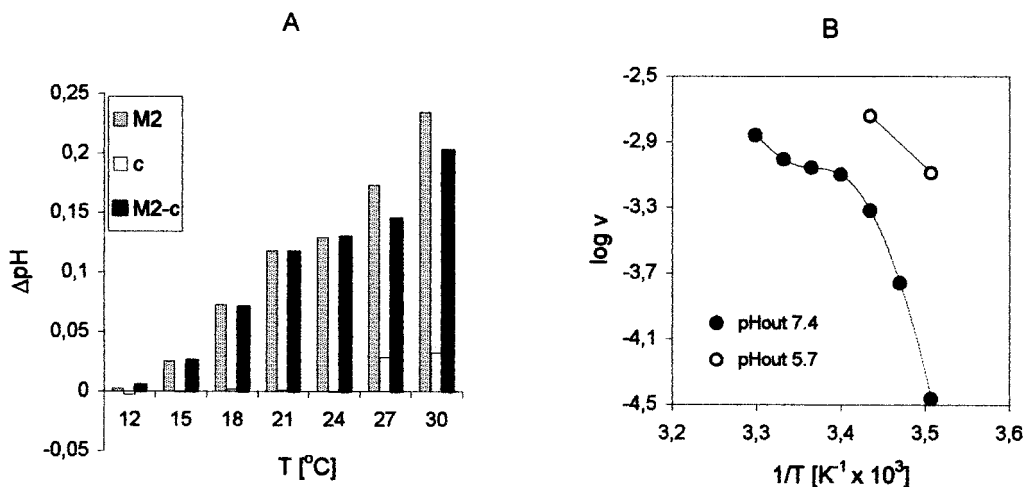 A
0,25
0,2
0,15
0,1
0,05
0
-0,05
ΔpH
M2
c
M2-c
12 15 18 21 24 27 30
T [°C]
B
-2,5
-2,9
-3,3
-3,7
-4,1
-4,5
log v
pHout 7.4
pHout 5.7
3,2 3,3 3,4 3,5 3,6
1/T [K⁻¹ x 10³]